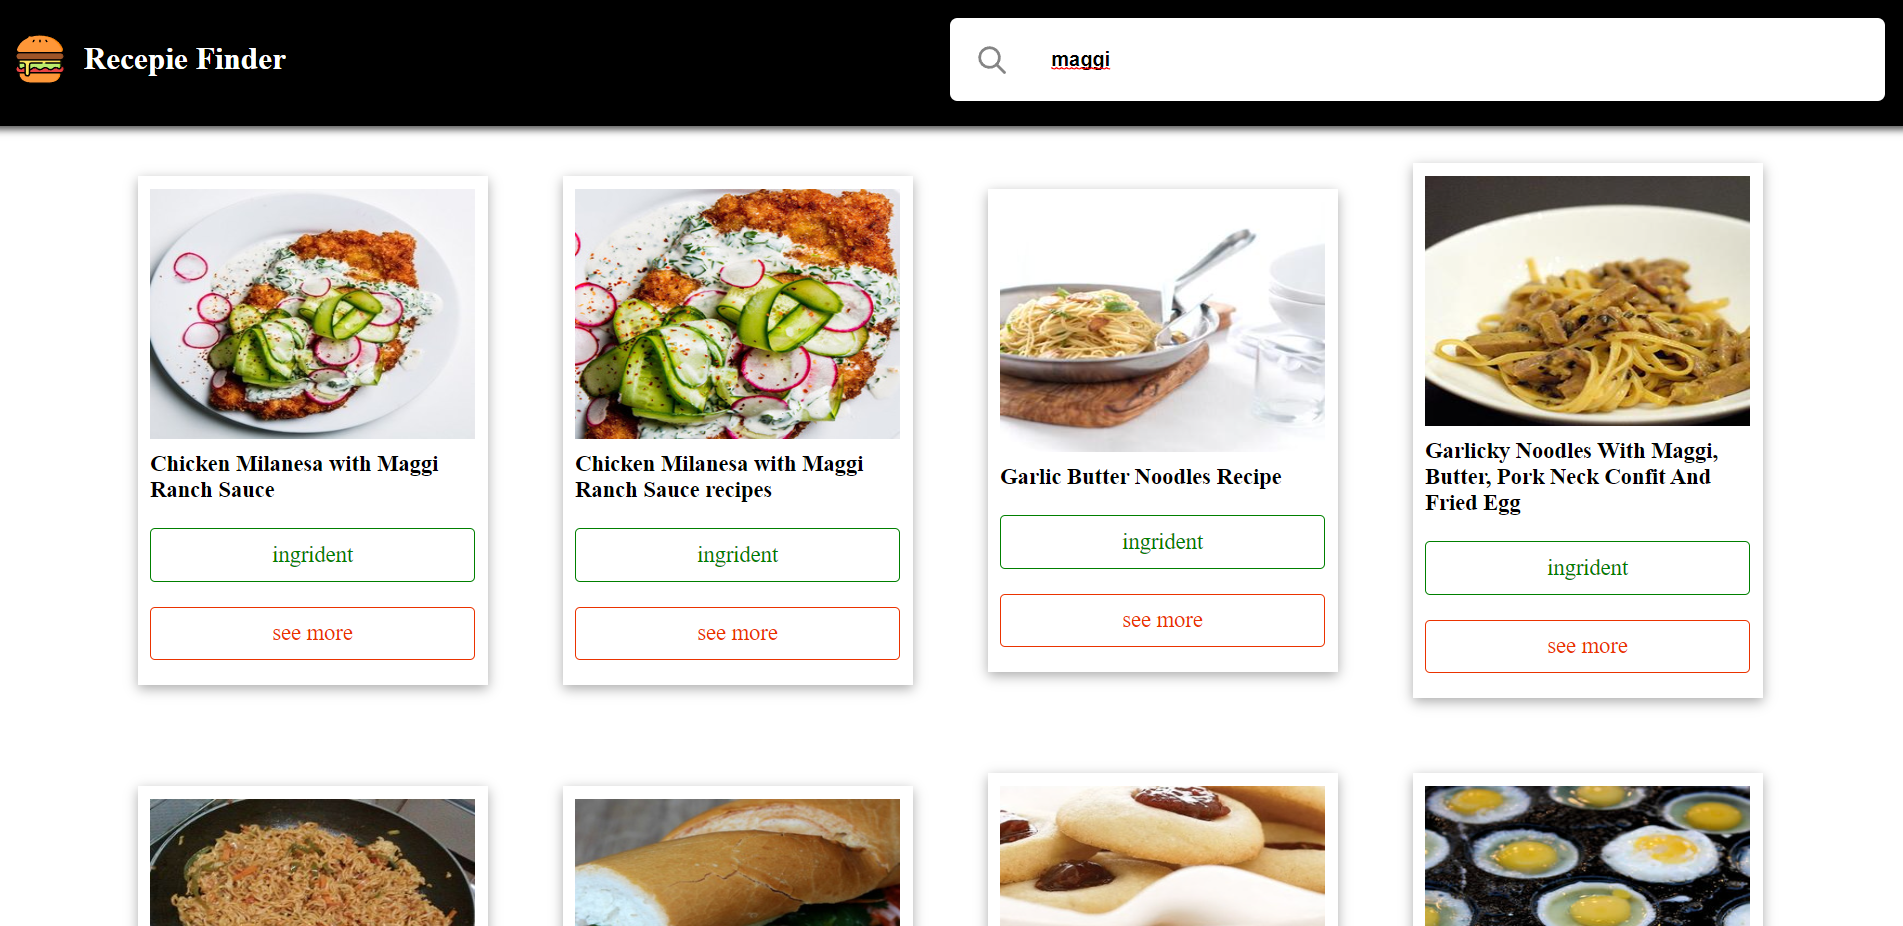 Recepie Finder
maggi
Chicken Milanesa with Maggi
Ranch Sauce
ingrident
see more
Chicken Milanesa with Maggi
Ranch Sauce recipes
ingrident
see more
Garlic Butter Noodles Recipe
ingrident
see more
Garlicky Noodles With Maggi,
Butter, Pork Neck Confit And
Fried Egg
ingrident
see more